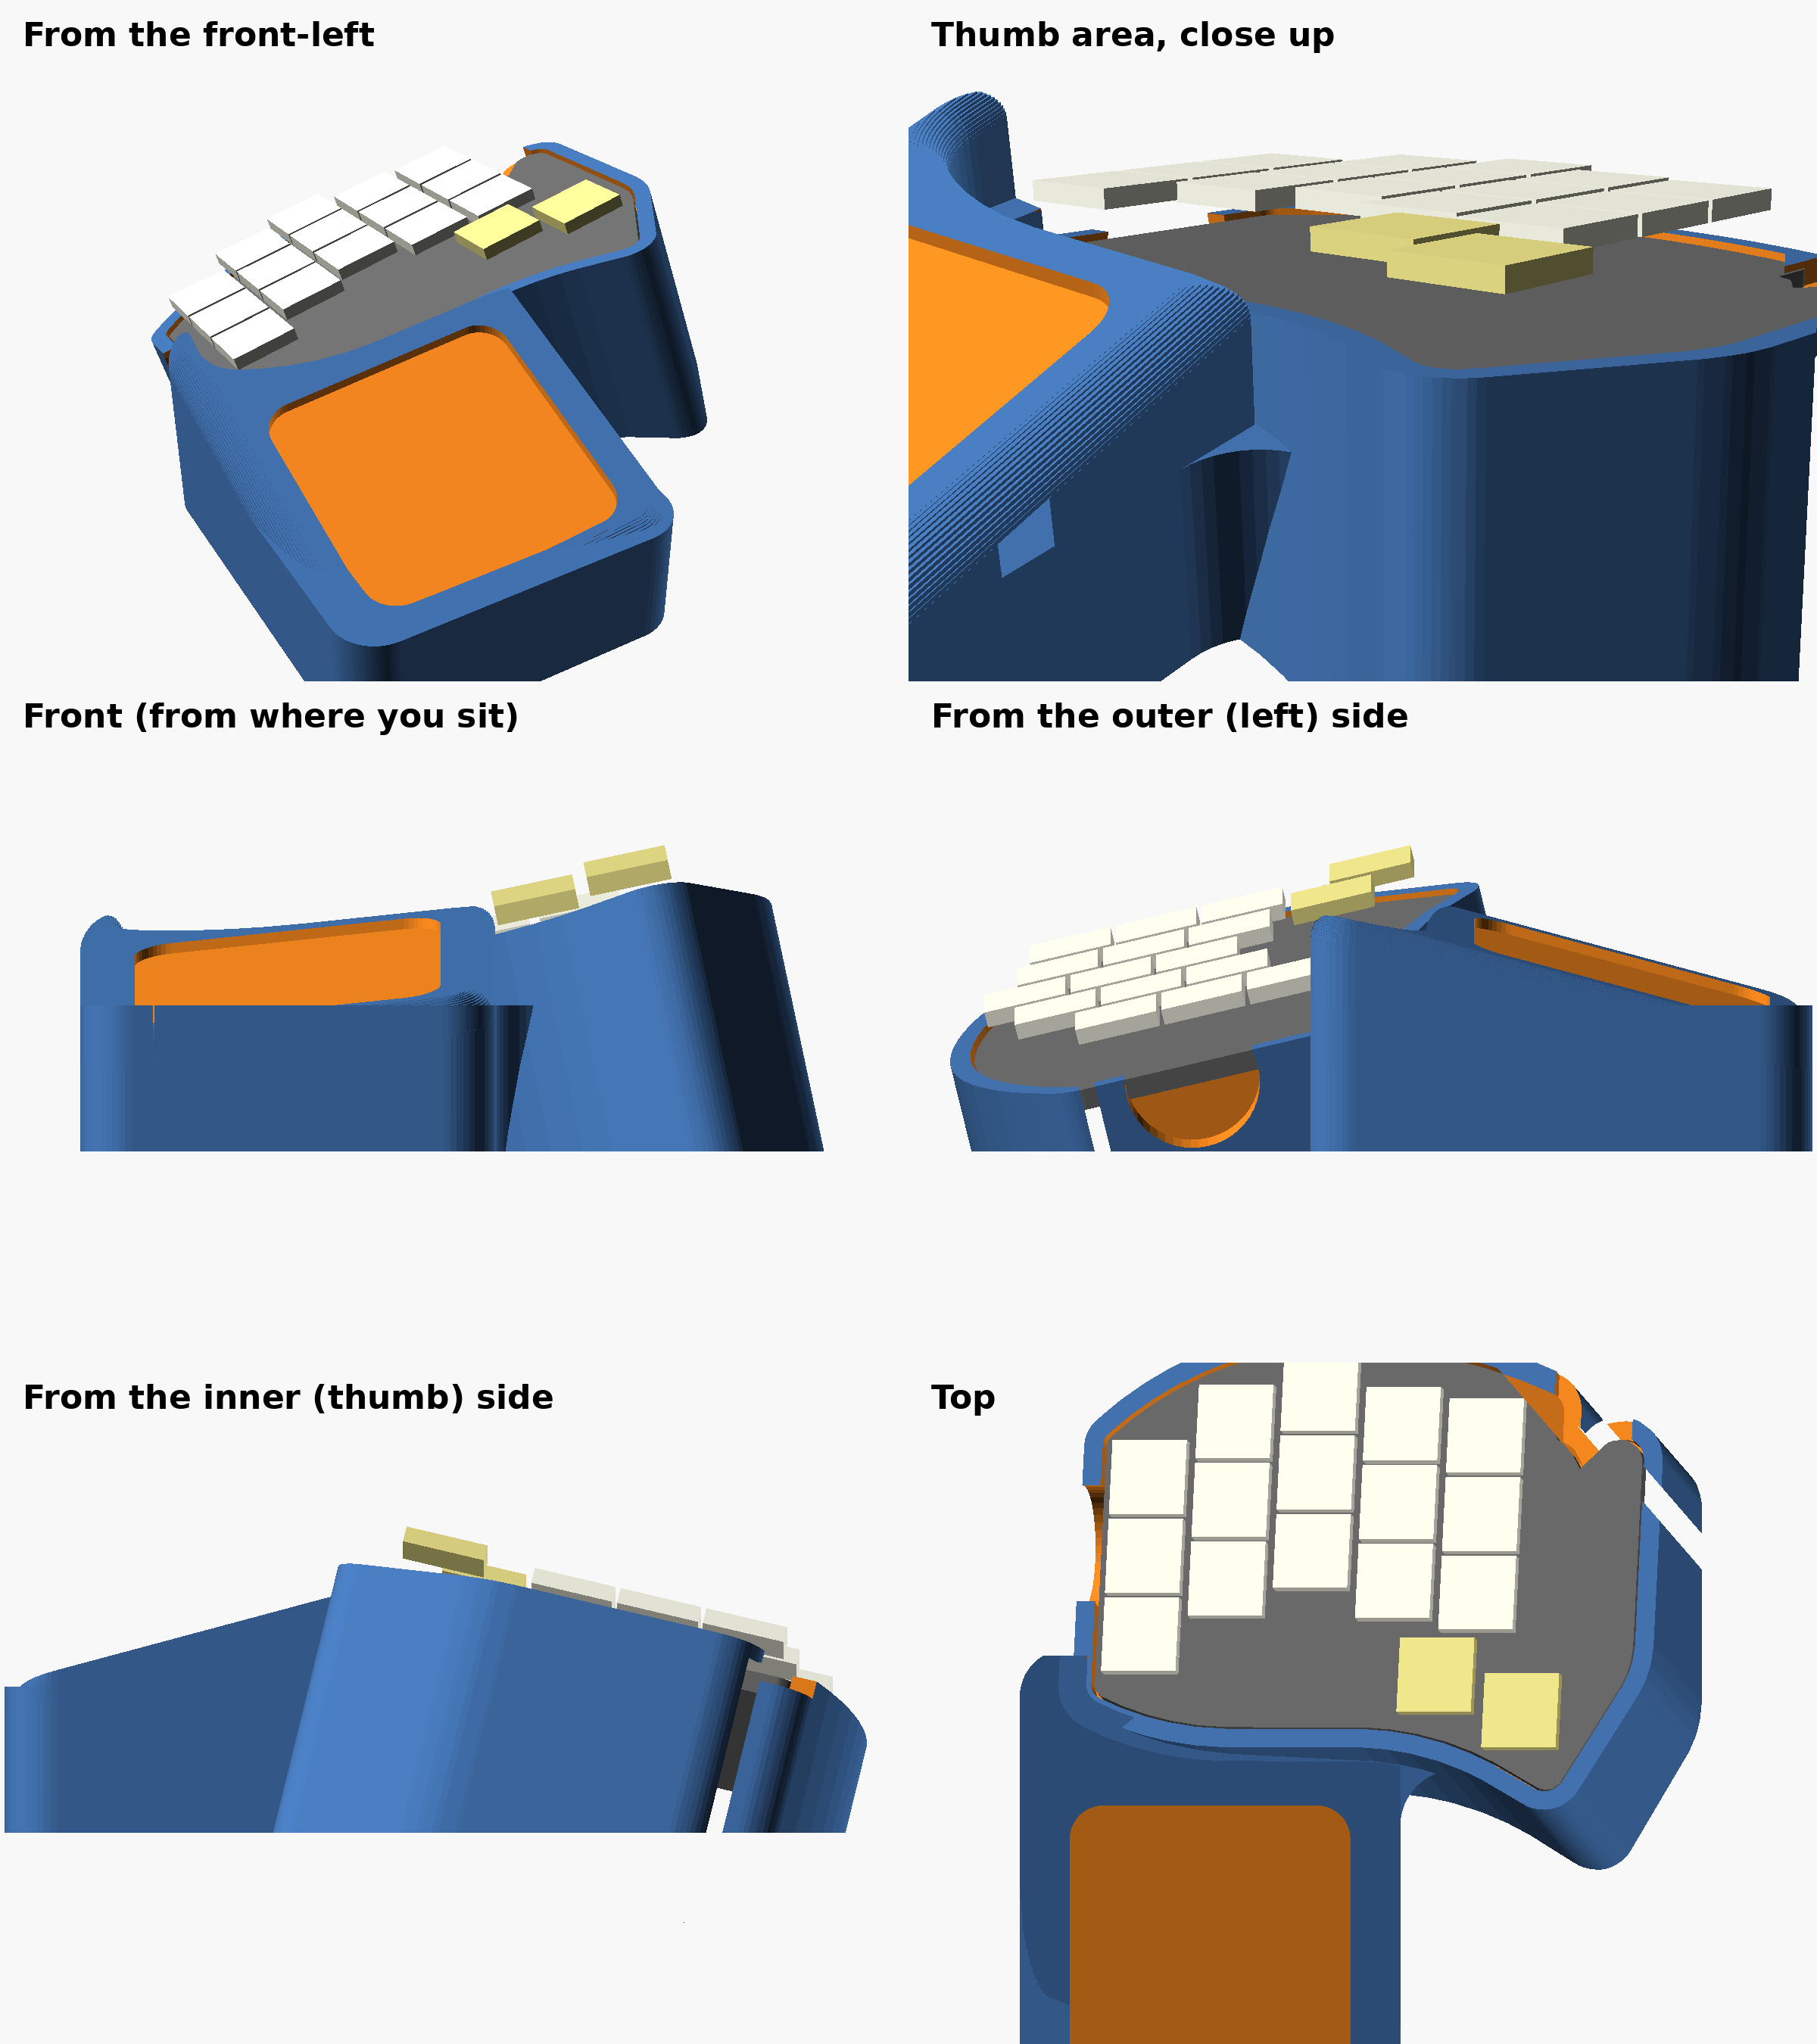 From the front-left
Thumb area, close up
Front (from where you sit)
From the outer (left) side
From the inner (thumb) side
Top